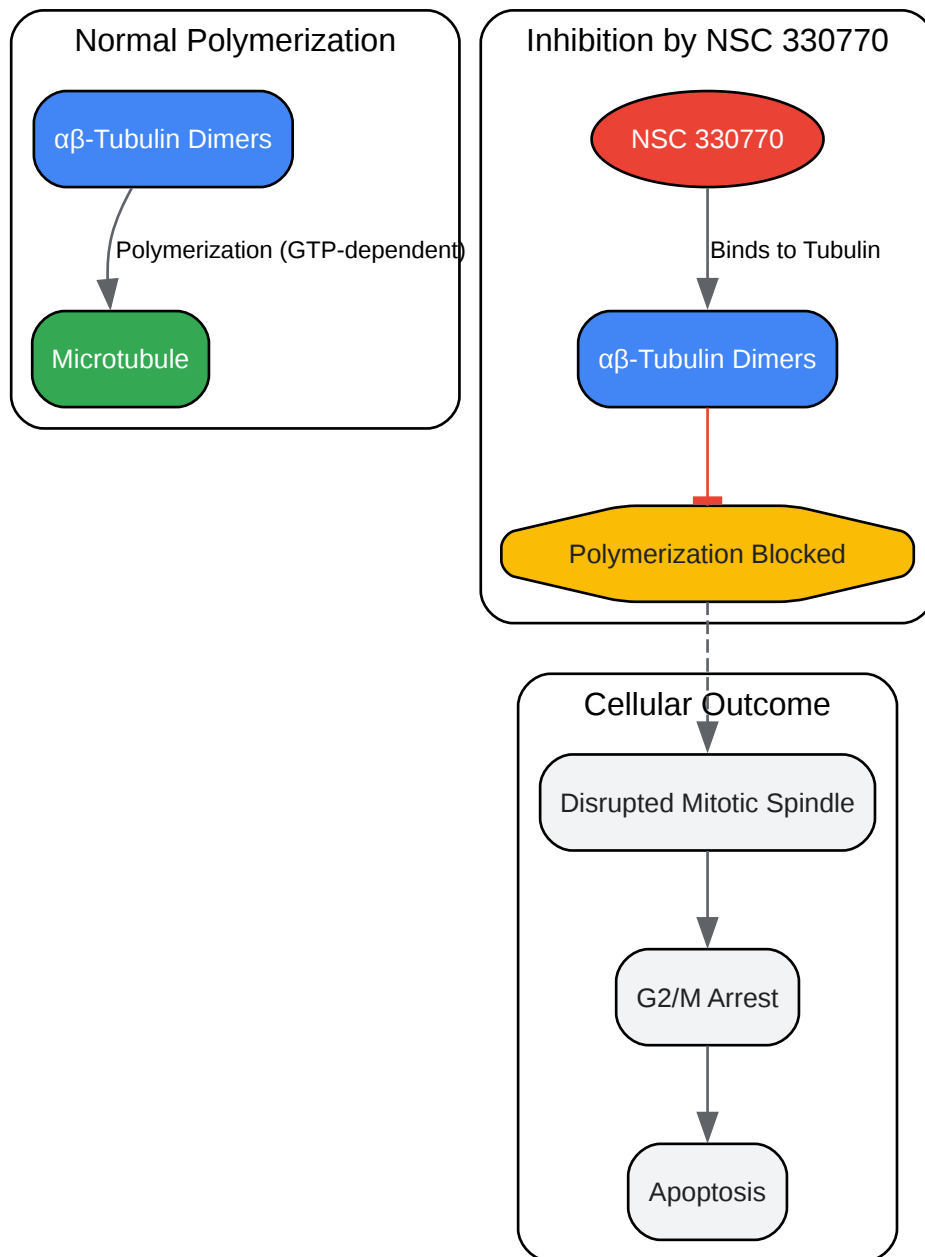 Normal Polymerization
αβ-Tubulin Dimers
Polymerization (GTP-dependent)
Microtubule
Inhibition by NSC 330770
NSC 330770
Binds to Tubulin
αβ-Tubulin Dimers
Polymerization Blocked
Cellular Outcome
Disrupted Mitotic Spindle
G2/M Arrest
Apoptosis